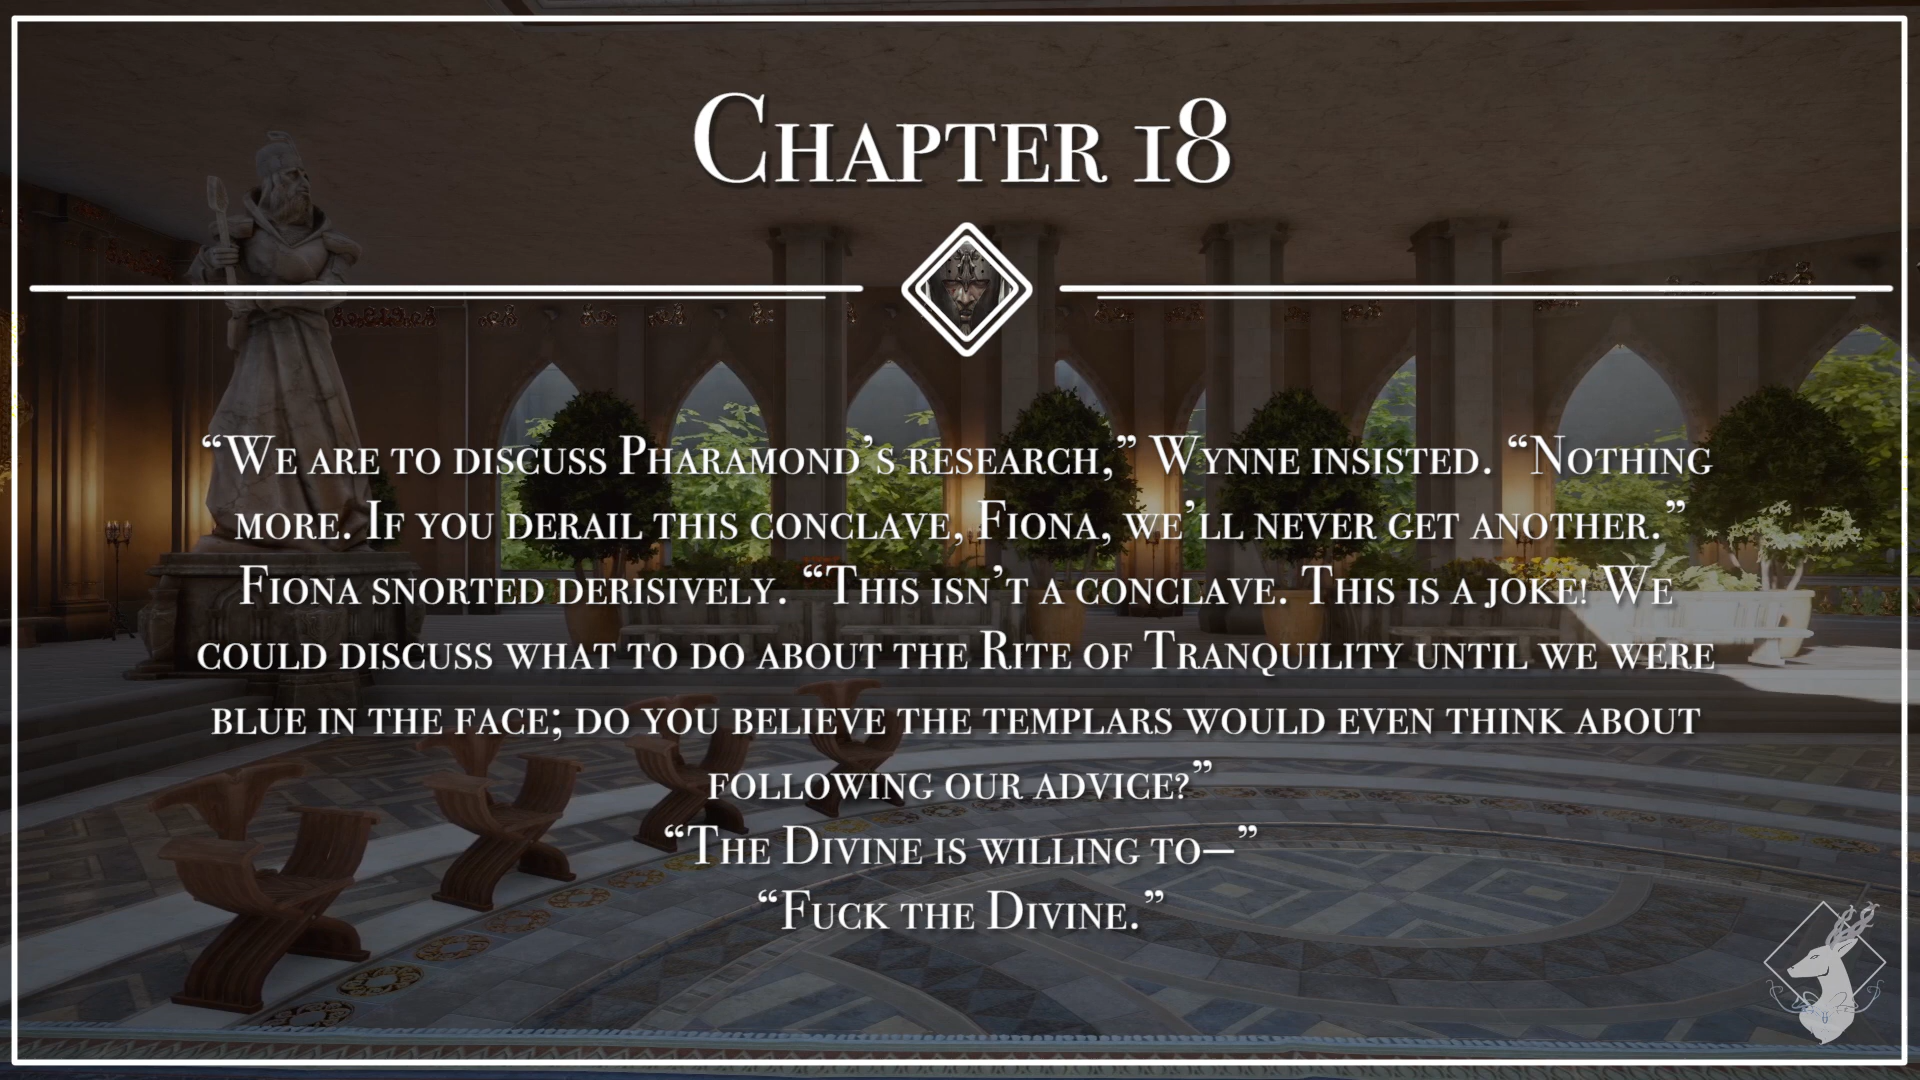 Chapter 18
“We are to discuss Pharamond’s research,” Wynne insisted. “Nothing
more. If you derail this conclave, Fiona, we’ll never get another.”
Fiona snorted derisively. “This isn’t a conclave. This is a joke! We
could discuss what to do about the Rite of Tranquility until we were
blue in the face; do you believe the templars would even think about
following our advice?”
“The Divine is willing to—”
“Fuck the Divine.”